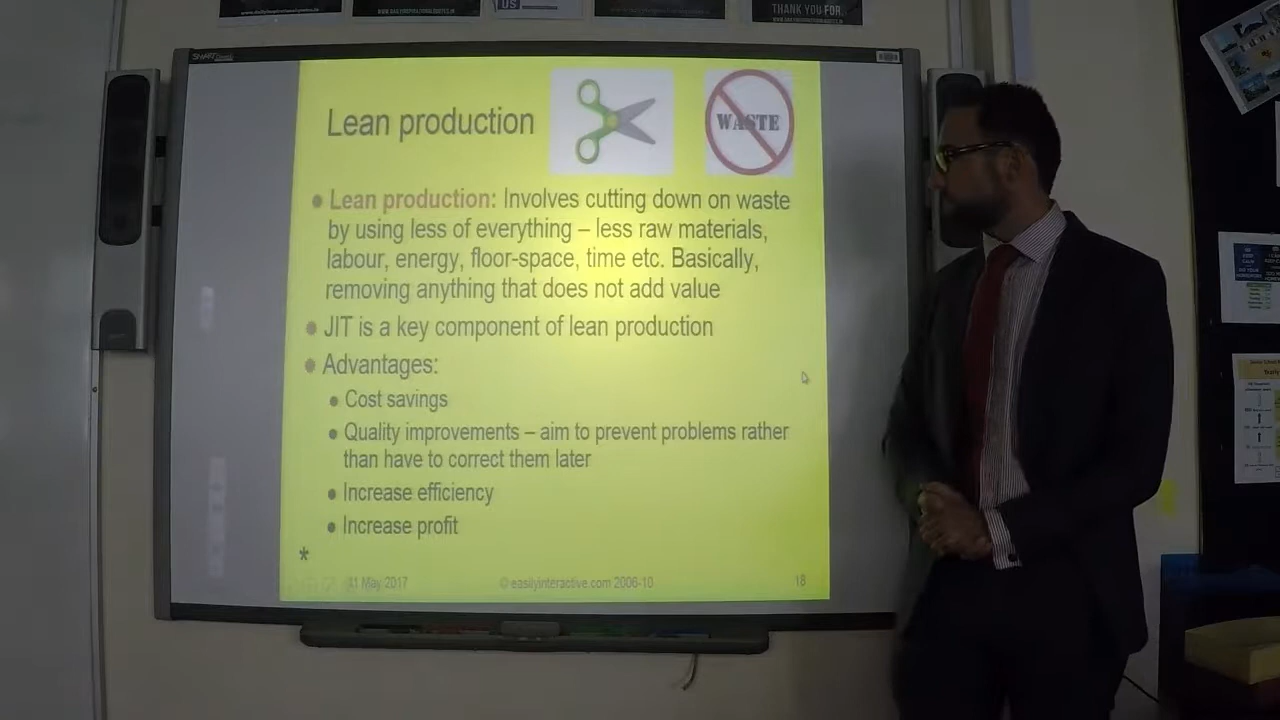 THANK YOU FOR.
US
SMART
Lean production
WASTE
● Lean production: Involves cutting down on waste
by using less of everything – less raw materials,
labour, energy, floor-space, time etc. Basically,
removing anything that does not add value
● JIT is a key component of lean production
● Advantages:
● Cost savings
● Quality improvements – aim to prevent problems rather
than have to correct them later
● Increase efficiency
● Increase profit
*
31 May 2017 © easilyinteractive.com 2006-10 18